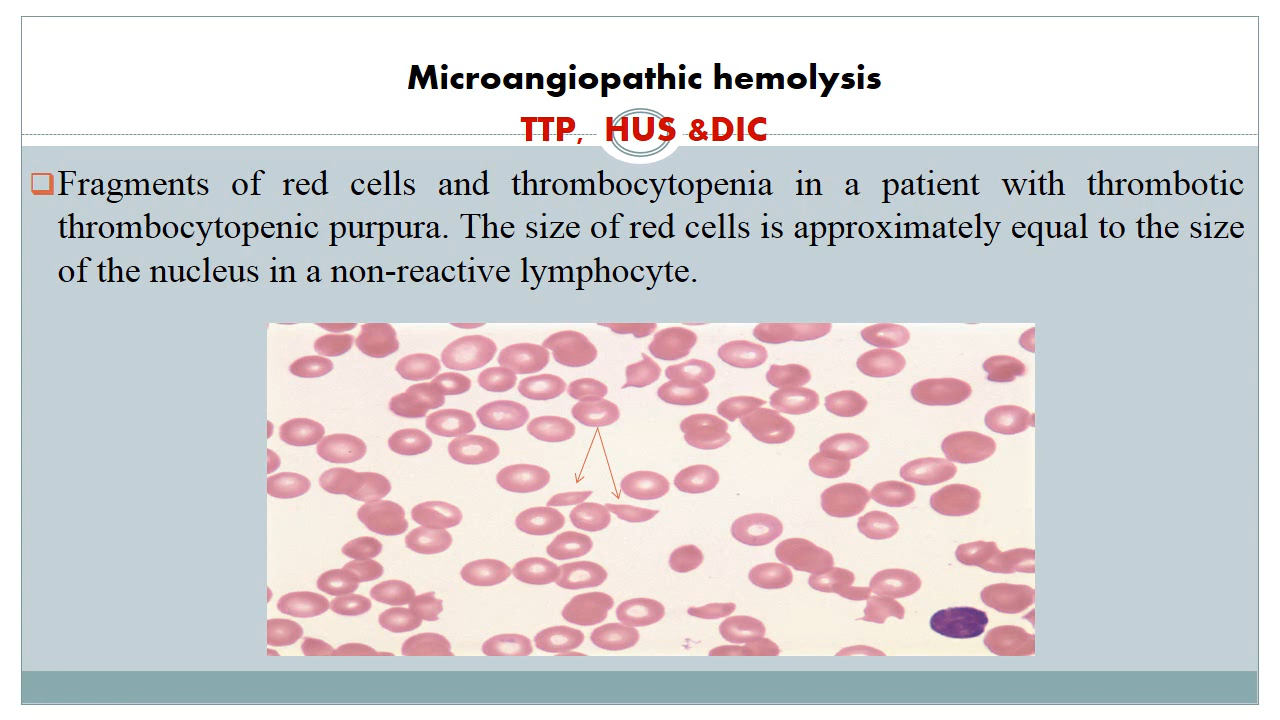 Microangiopathic hemolysis
TTP, HUS &DIC
Fragments of red cells and thrombocytopenia in a patient with thrombotic
thrombocytopenic purpura. The size of red cells is approximately equal to the size
of the nucleus in a non-reactive lymphocyte.